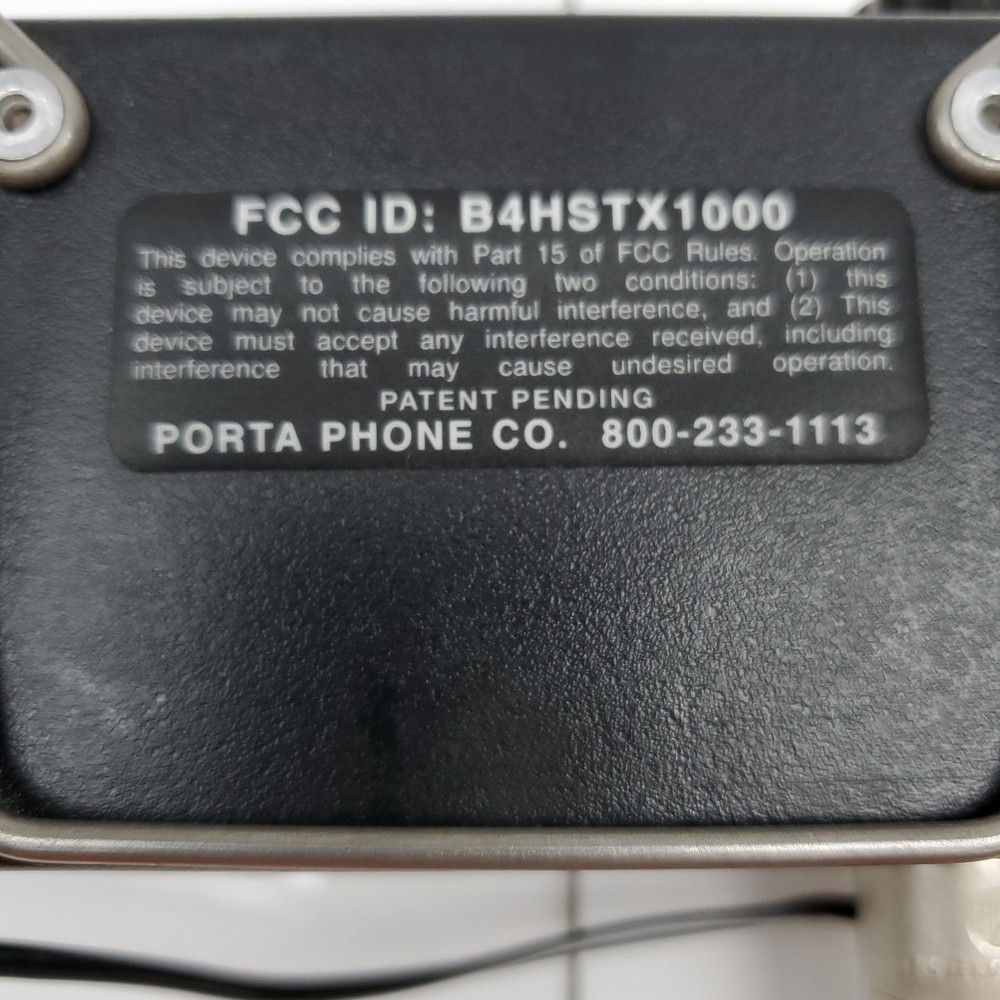 FCC ID: B4HSTX1000
This device complies with Part 15 of FCC Rules. Operation
is subject to the following two conditions: (1) this
device may not cause harmful interference, and (2) This
device must accept any interference received, including
interference that may cause undesired operation.
PATENT PENDING
PORTA PHONE CO. 800-233-1113